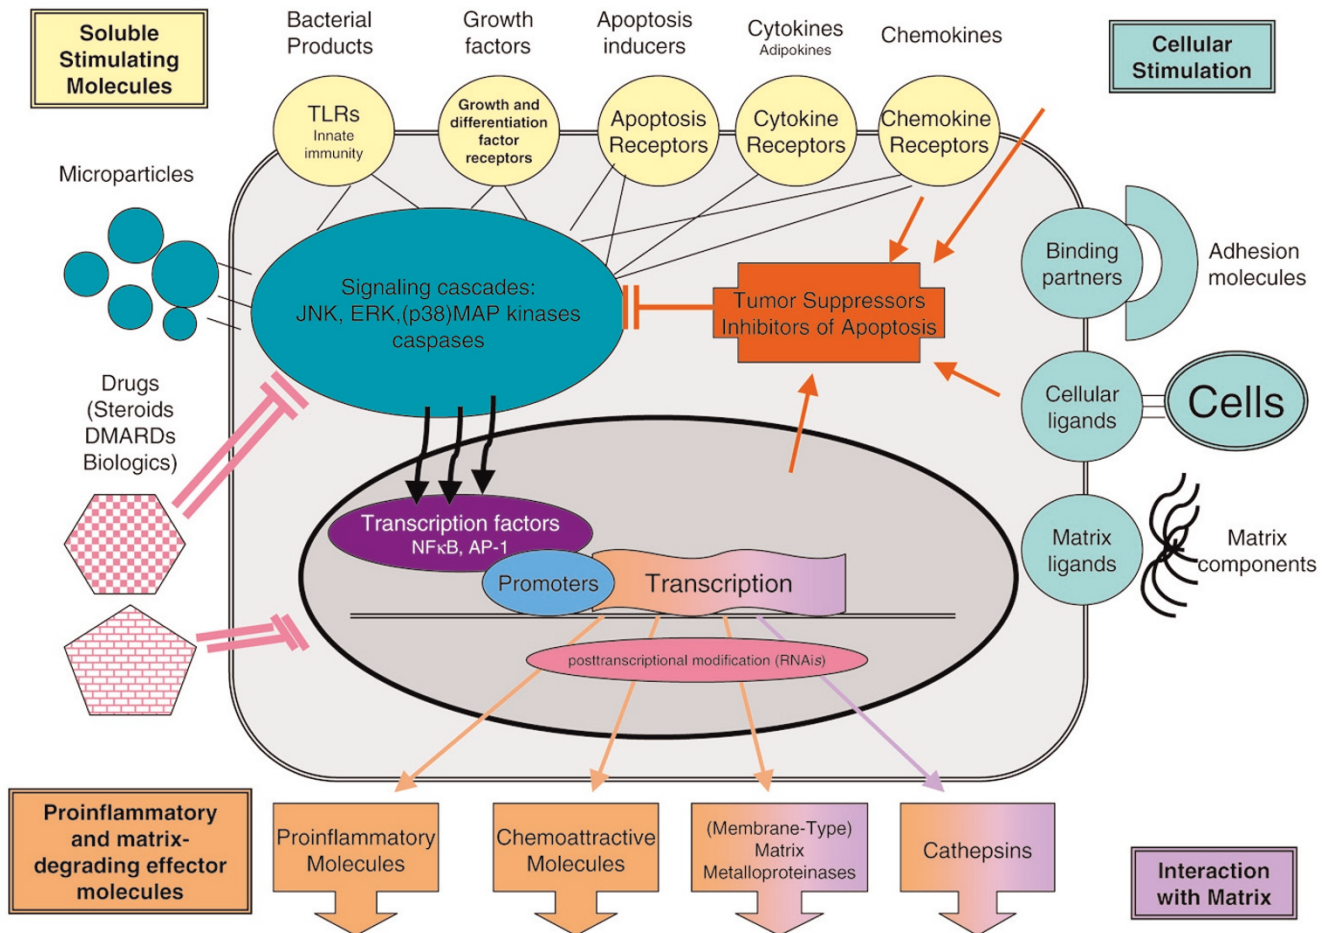 Soluble
Stimulating
Molecules
Bacterial
Products
Growth
factors
Apoptosis
inducers
Cytokines
Adipokines
Chemokines
Cellular
Stimulation
TLRs
Innate
immunity
Growth and
differentiation
factor
receptors
Apoptosis
Receptors
Cytokine
Receptors
Chemokine
Receptors
Microparticles
Binding
partners
Adhesion
molecules
Signaling cascades:
JNK, ERK,(p38)MAP kinases
caspases
Tumor Suppressors
Inhibitors of Apoptosis
Drugs
(Steroids
DMARDs
Biologics)
Cellular
ligands
Cells
Transcription factors
NFκB, AP-1
Promoters
Transcription
Matrix
ligands
Matrix
components
posttranscriptional modification (RNAis)
Proinflammatory
and matrix-
degrading effector
molecules
Proinflammatory
Molecules
Chemoattractive
Molecules
(Membrane-Type)
Matrix
Metalloproteinases
Cathepsins
Interaction
with Matrix